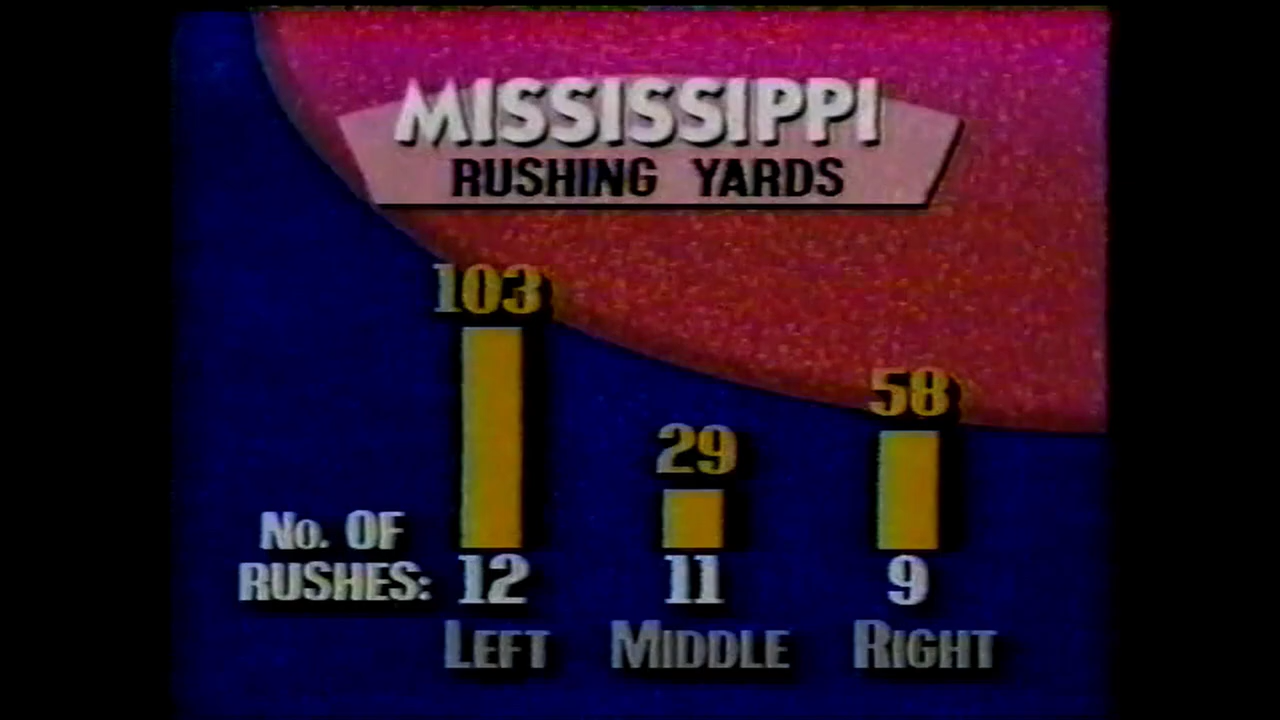 MISSISSIPPI
RUSHING YARDS
103
58
29
No. OF
RUSHES: 12 11 9
LEFT MIDDLE RIGHT